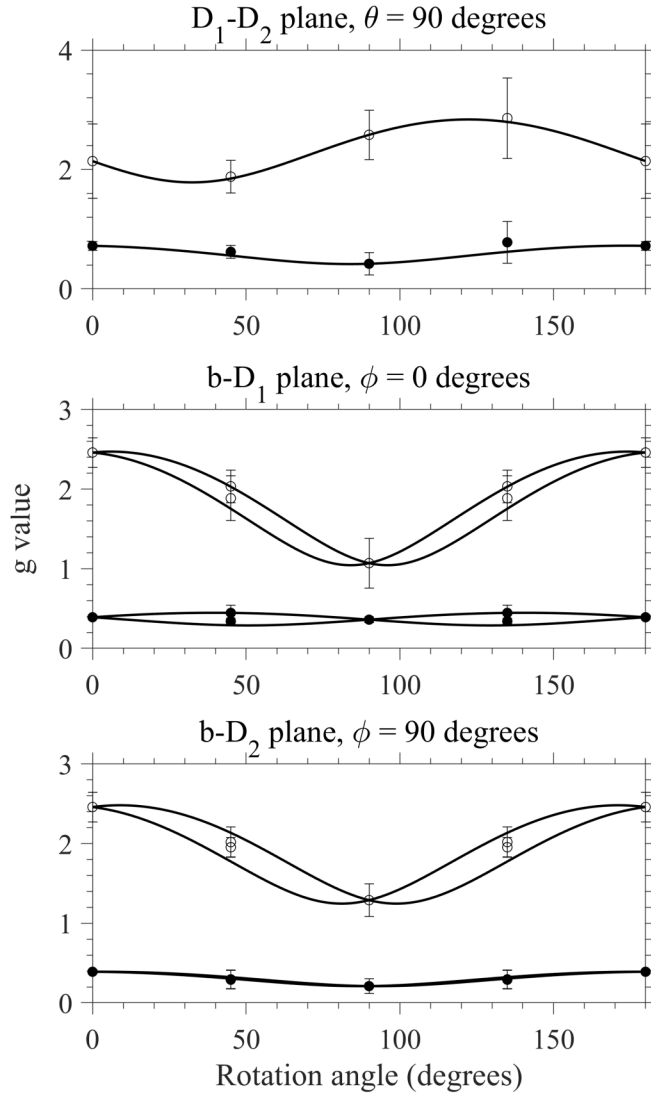 D₁-D₂ plane, θ = 90 degrees
4
2
0
0 50 100 150
b-D₁ plane, ϕ = 0 degrees
3
2
1
0
0 50 100 150
g value
b-D₂ plane, ϕ = 90 degrees
3
2
1
0
0 50 100 150
Rotation angle (degrees)